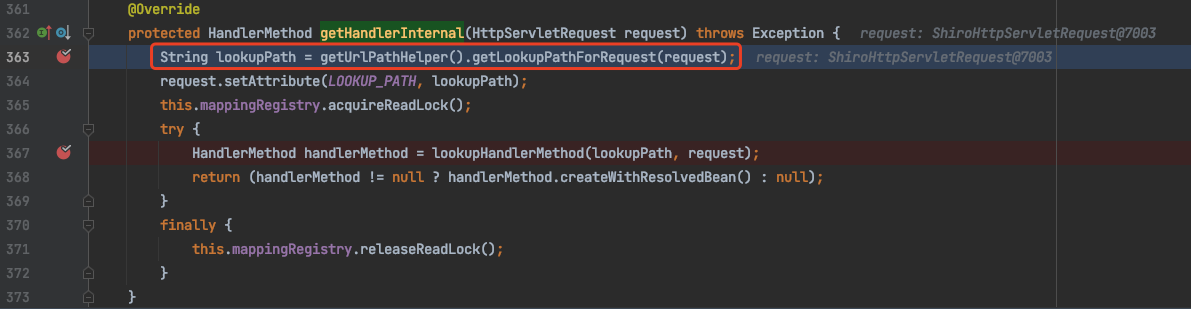 361 @Override
362 protected HandlerMethod getHandlerInternal(HttpServletRequest request) throws Exception { request: ShiroHttpServletRequest@7003
363 String lookupPath = getUrlPathHelper().getLookupPathForRequest(request); request: ShiroHttpServletRequest@7003
364 request.setAttribute(LOOKUP_PATH, lookupPath);
365 this.mappingRegistry.acquireReadLock();
366 try {
367 HandlerMethod handlerMethod = lookupHandlerMethod(lookupPath, request);
368 return (handlerMethod != null ? handlerMethod.createWithResolvedBean() : null);
369 }
370 finally {
371 this.mappingRegistry.releaseReadLock();
372 }
373 }